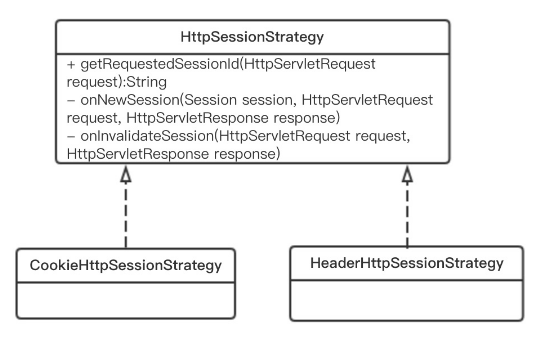 HttpSessionStrategy
+ getRequestedSessionId(HttpServletRequest
request):String
– onNewSession(Session session, HttpServletRequest
request, HttpServletResponse response)
– onInvalidateSession(HttpServletRequest request,
HttpServletResponse response)
CookieHttpSessionStrategy
HeaderHttpSessionStrategy